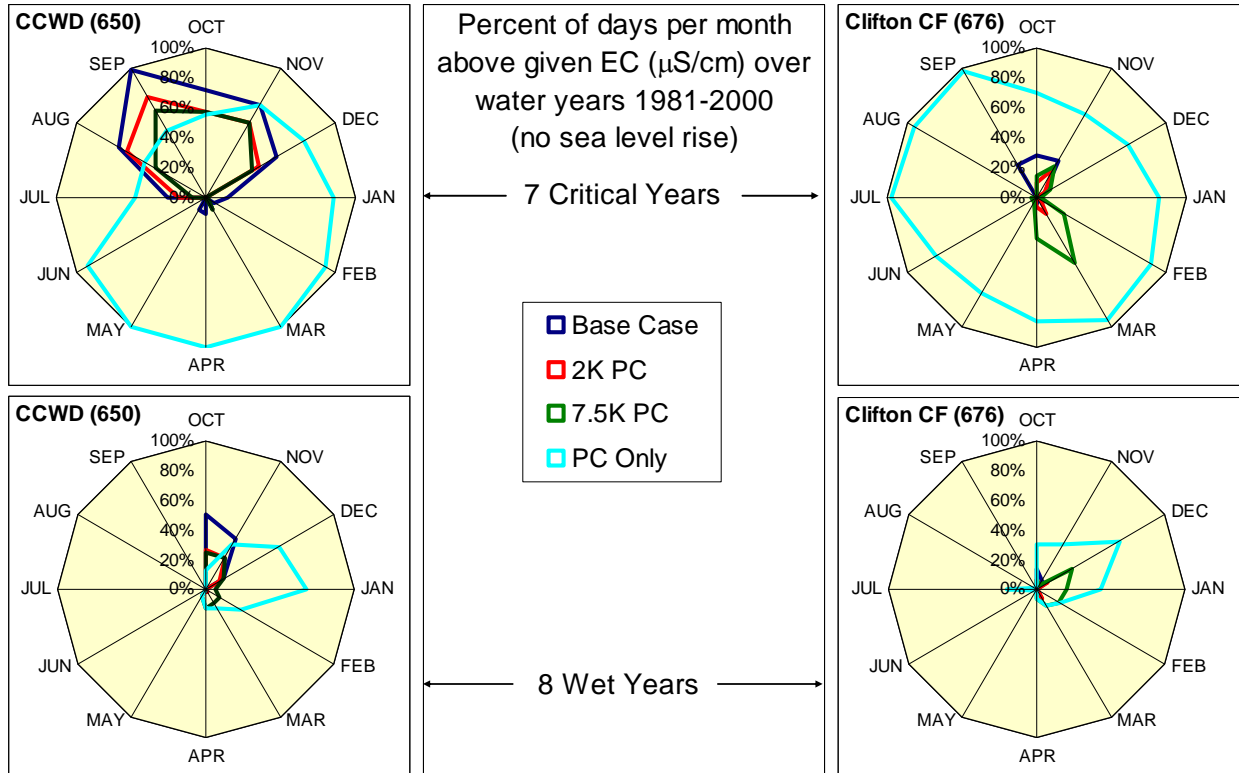 CCWD (650)
OCT
NOV
DEC
JAN
FEB
MAR
APR
MAY
JUN
JUL
AUG
SEP
100%
80%
60%
40%
20%
0%
Percent of days per month
above given EC (μS/cm) over
water years 1981-2000
(no sea level rise)
7 Critical Years
Base Case
2K PC
7.5K PC
PC Only
8 Wet Years
Clifton CF (676)
OCT
NOV
DEC
JAN
FEB
MAR
APR
MAY
JUN
JUL
AUG
SEP
100%
80%
60%
40%
20%
0%
CCWD (650)
OCT
NOV
DEC
JAN
FEB
MAR
APR
MAY
JUN
JUL
AUG
SEP
100%
80%
60%
40%
20%
0%
Clifton CF (676)
OCT
NOV
DEC
JAN
FEB
MAR
APR
MAY
JUN
JUL
AUG
SEP
100%
80%
60%
40%
20%
0%